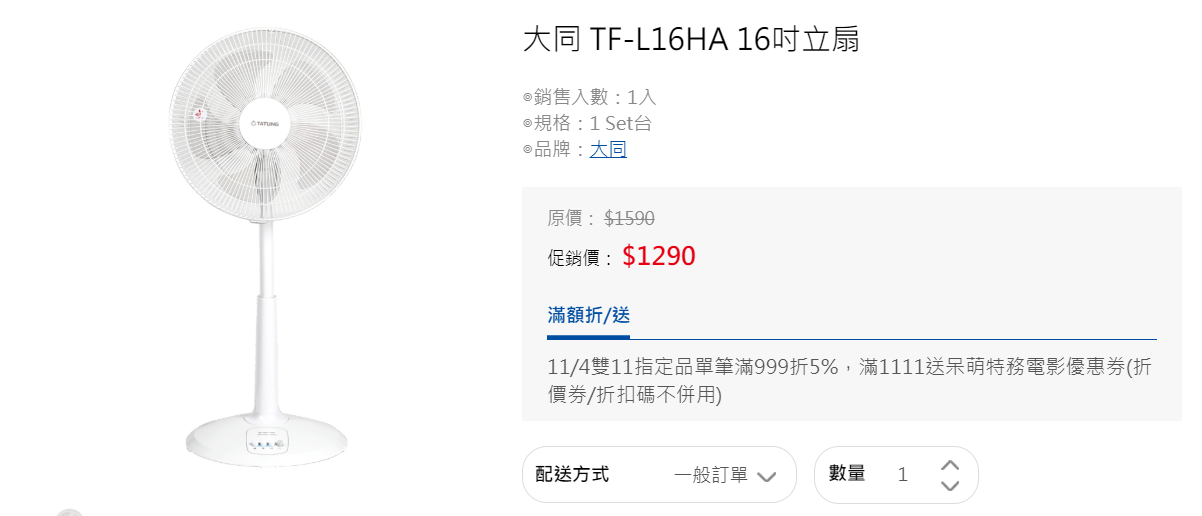 大同 TF-L16HA 16吋立扇
◎銷售入數：1入
◎規格：1 Set台
◎品牌：大同
原價： $1590
促銷價： $1290
滿額折/送
11/4雙11指定品單筆滿999折5%，滿1111送呆萌特務電影優惠券(折
價券/折扣碼不併用)
配送方式 一般訂單
數量 1
TATUNG